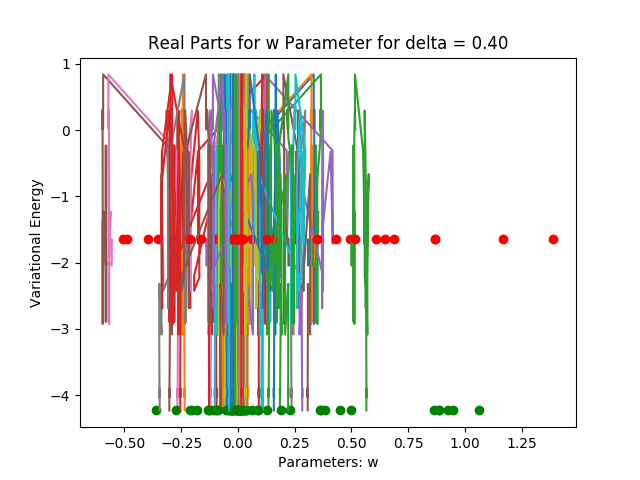 Real Parts for w Parameter for delta = 0.40
1
0
−1
−2
−3
−4
Variational Energy
−0.50 −0.25 0.00 0.25 0.50 0.75 1.00 1.25
Parameters: w